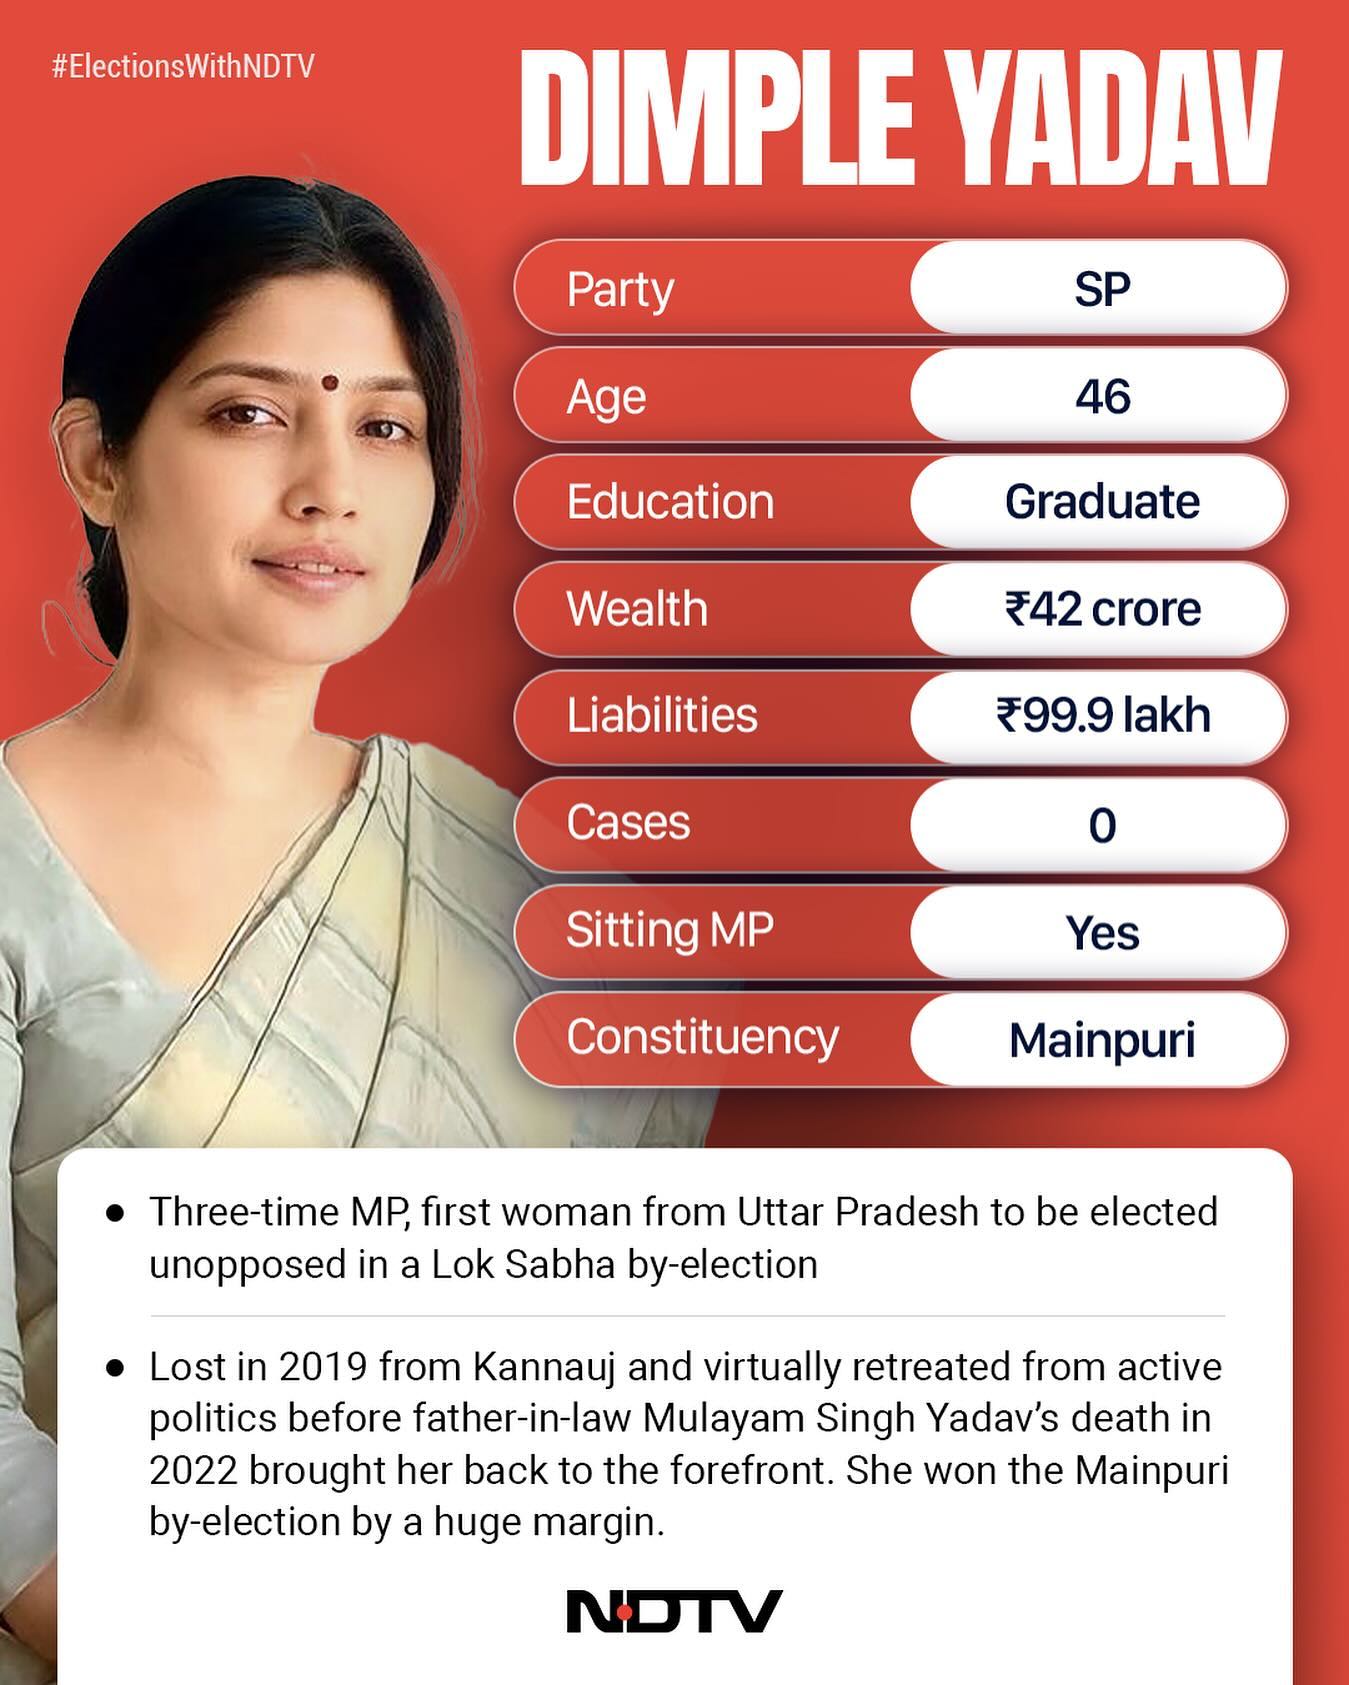 #ElectionsWithNDTV
DIMPLE YADAV
Party SP
Age 46
Education Graduate
Wealth ₹42 crore
Liabilities ₹99.9 lakh
Cases 0
Sitting MP Yes
Constituency Mainpuri
● Three-time MP, first woman from Uttar Pradesh to be elected
unopposed in a Lok Sabha by-election
● Lost in 2019 from Kannauj and virtually retreated from active
politics before father-in-law Mulayam Singh Yadav’s death in
2022 brought her back to the forefront. She won the Mainpuri
by-election by a huge margin.
NDTV